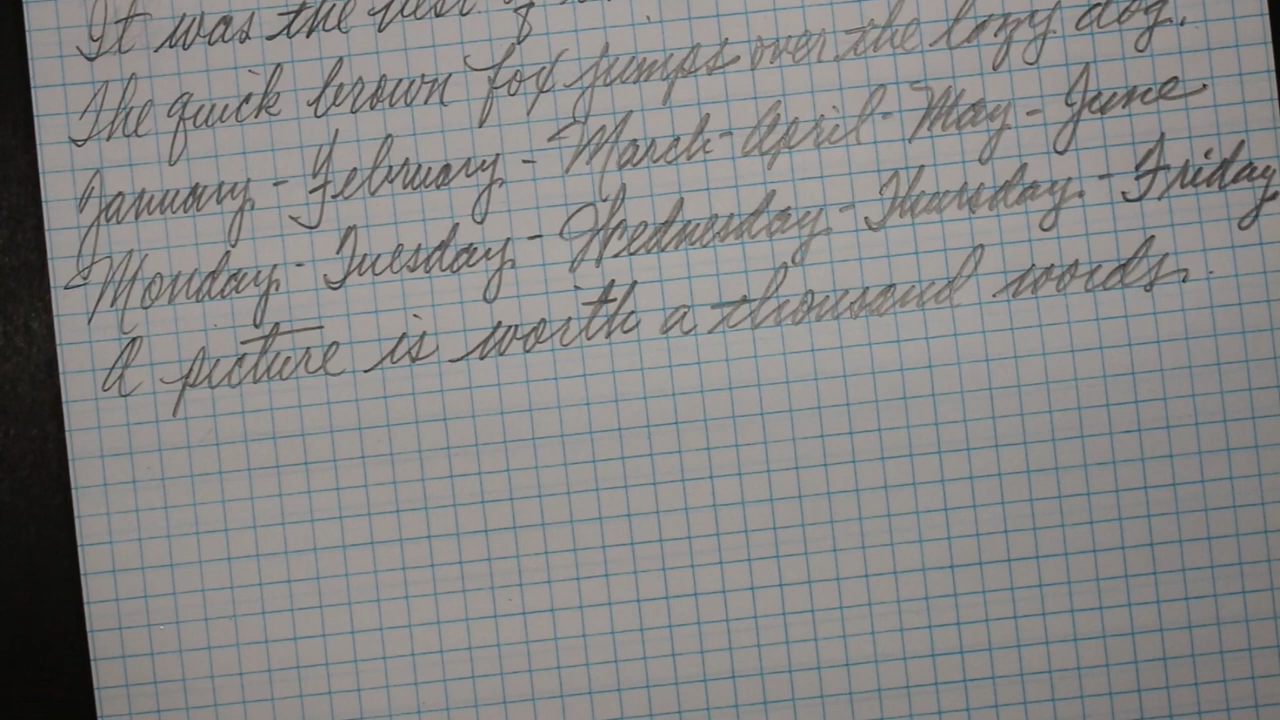 It was the best
The quick brown fox jumps over the lazy dog.
January - February - March - April - May - June
Monday - Tuesday - Wednesday - Thursday - Friday
A picture is worth a thousand words.